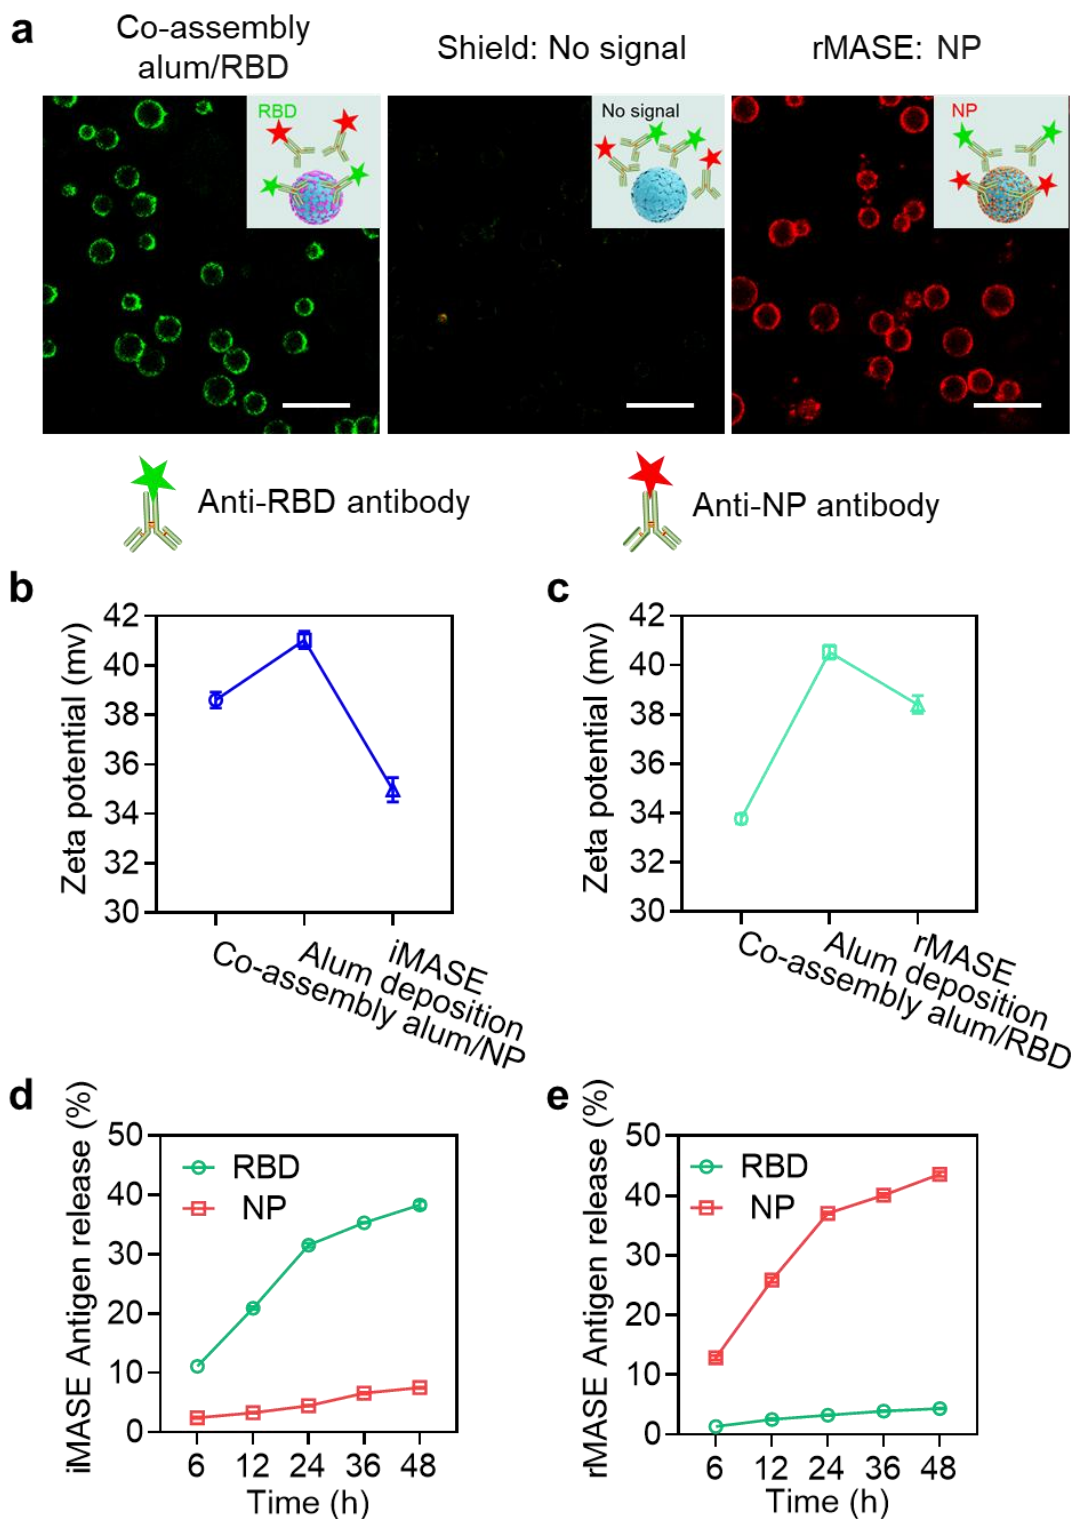 a
Co-assembly
alum/RBD
Shield: No signal
rMASE: NP
RBD
No signal
NP
Anti-RBD antibody
Anti-NP antibody
b
Zeta potential (mv)
42
40
38
36
34
32
30
Co-assembly alum/NP
Alum deposition
iMASE
c
Zeta potential (mv)
42
40
38
36
34
32
30
Co-assembly alum/RBD
Alum deposition
rMASE
d
iMASE Antigen release (%)
50
40
30
20
10
0
RBD
NP
6 12 24 36 48
Time (h)
e
rMASE Antigen release (%)
50
40
30
20
10
0
RBD
NP
6 12 24 36 48
Time (h)